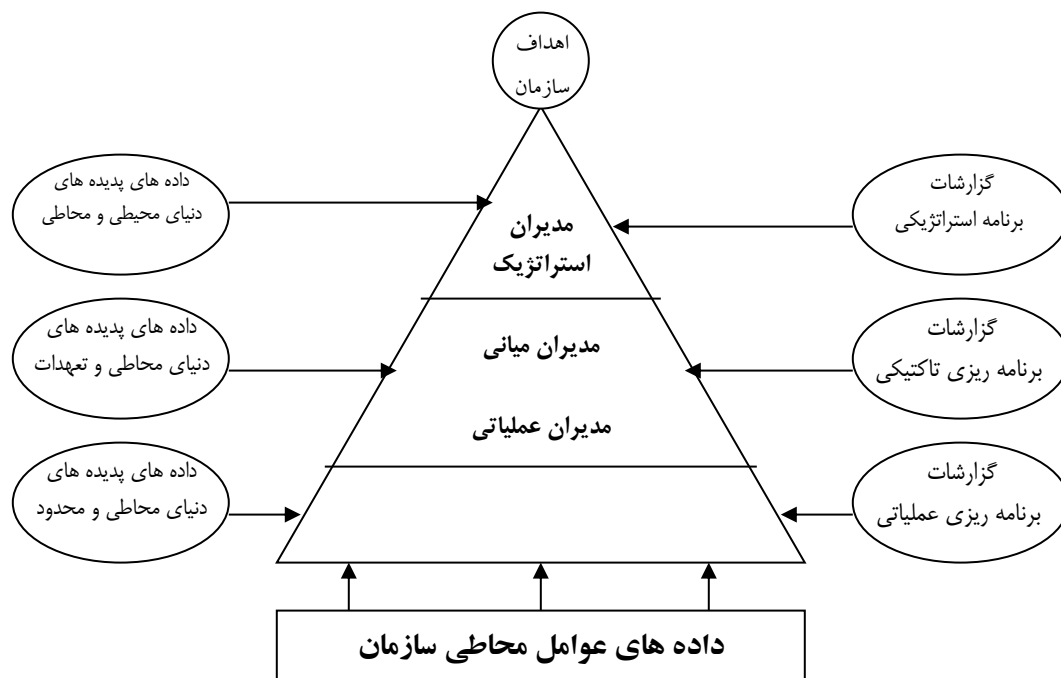 اهداف
سازمان
داده های پدیده های
دنیای محیطی و محاطی
گزارشات
برنامه استراتژیکی
مدیران
استراتژیک
داده های پدیده های
دنیای محاطی و تعهدات
مدیران میانی
گزارشات
برنامه ریزی تاکتیکی
مدیران عملیاتی
داده های پدیده های
دنیای محاطی و محدود
گزارشات
برنامه ریزی عملیاتی
داده های عوامل محاطی سازمان